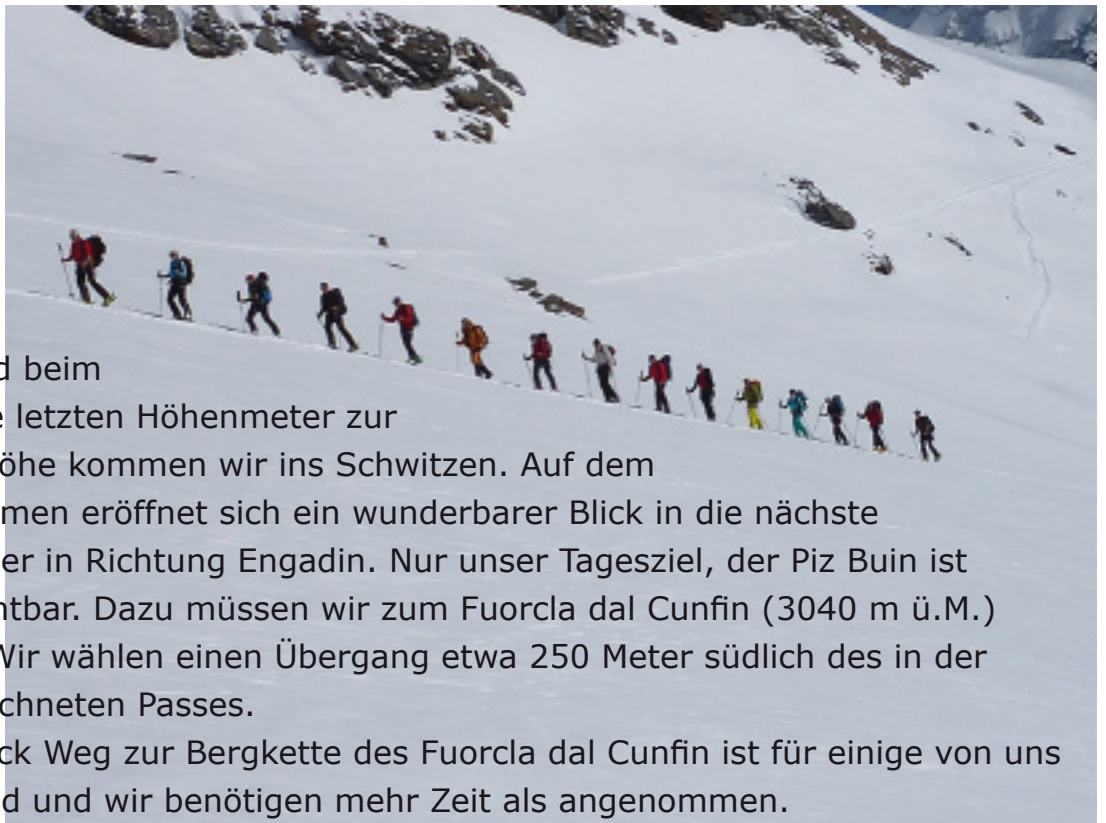 d beim
e letzten Höhenmeter zur
öhe kommen wir ins Schwitzen. Auf dem
men eröffnet sich ein wunderbarer Blick in die nächste
er in Richtung Engadin. Nur unser Tagesziel, der Piz Buin ist
htbar. Dazu müssen wir zum Fuorcla dal Cunfin (3040 m ü.M.)
Wir wählen einen Übergang etwa 250 Meter südlich des in der
chneten Passes.
ck Weg zur Bergkette des Fuorcla dal Cunfin ist für einige von uns
d und wir benötigen mehr Zeit als angenommen.